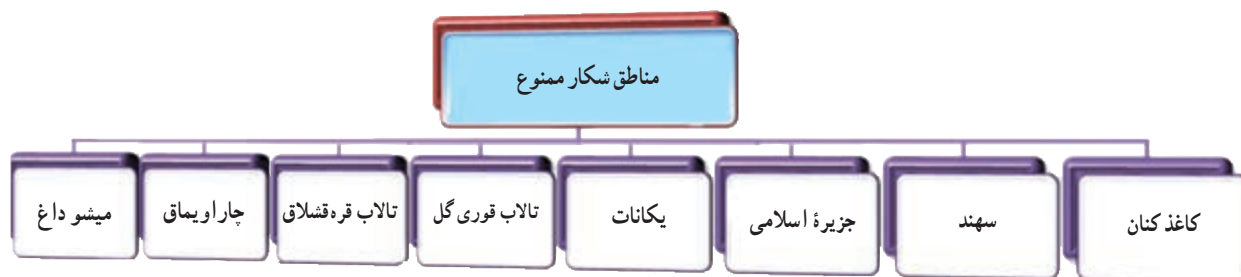 مناطق شکار ممنوع
کاغذ کنان
سهند
جزیرهٔ اسلامی
یکانات
تالاب قوری گل
تالاب قره قشلاق
چاراویماق
میشو داغ